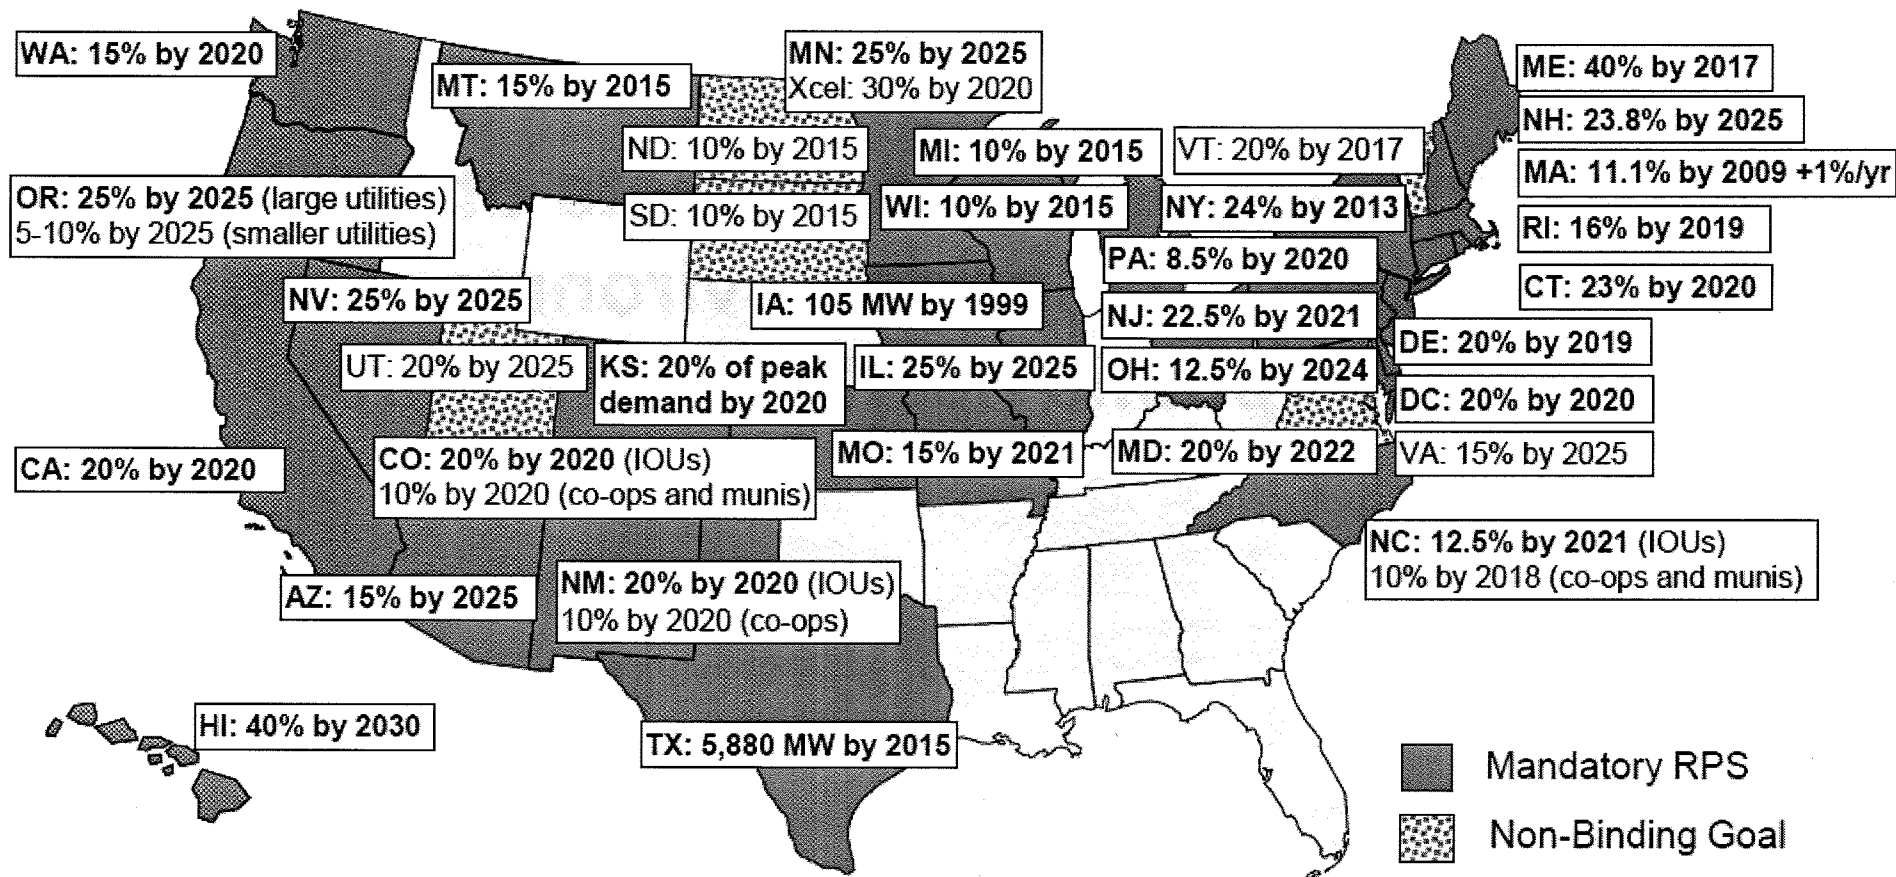 WA: 15% by 2020
MT: 15% by 2015
MN: 25% by 2025
Xcel: 30% by 2020
ME: 40% by 2017
NH: 23.8% by 2025
ND: 10% by 2015
MI: 10% by 2015
VT: 20% by 2017
MA: 11.1% by 2009 +1%/yr
OR: 25% by 2025 (large utilities)
5-10% by 2025 (smaller utilities)
SD: 10% by 2015
WI: 10% by 2015
NY: 24% by 2013
RI: 16% by 2019
PA: 8.5% by 2020
CT: 23% by 2020
NV: 25% by 2025
IA: 105 MW by 1999
NJ: 22.5% by 2021
DE: 20% by 2019
UT: 20% by 2025
KS: 20% of peak
demand by 2020
IL: 25% by 2025
OH: 12.5% by 2024
DC: 20% by 2020
CA: 20% by 2020
CO: 20% by 2020 (IOUs)
10% by 2020 (co-ops and munis)
MO: 15% by 2021
MD: 20% by 2022
VA: 15% by 2025
NC: 12.5% by 2021 (IOUs)
10% by 2018 (co-ops and munis)
AZ: 15% by 2025
NM: 20% by 2020 (IOUs)
10% by 2020 (co-ops)
HI: 40% by 2030
TX: 5,880 MW by 2015
Mandatory RPS
Non-Binding Goal